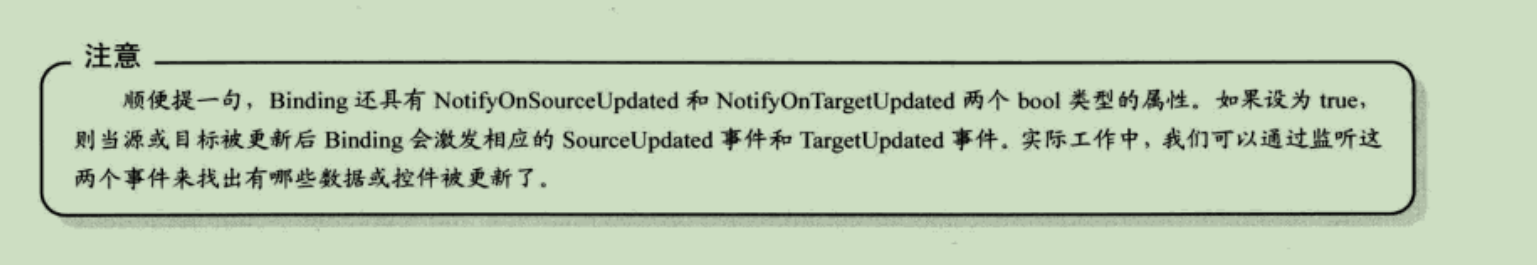 注意
顺便提一句，Binding 还具有 NotifyOnSourceUpdated 和 NotifyOnTargetUpdated 两个 bool 类型的属性。如果设为 true，
则当源或目标被更新后 Binding 会激发相应的 SourceUpdated 事件和 TargetUpdated 事件。实际工作中，我们可以通过监听这
两个事件来找出有哪些数据或控件被更新了。